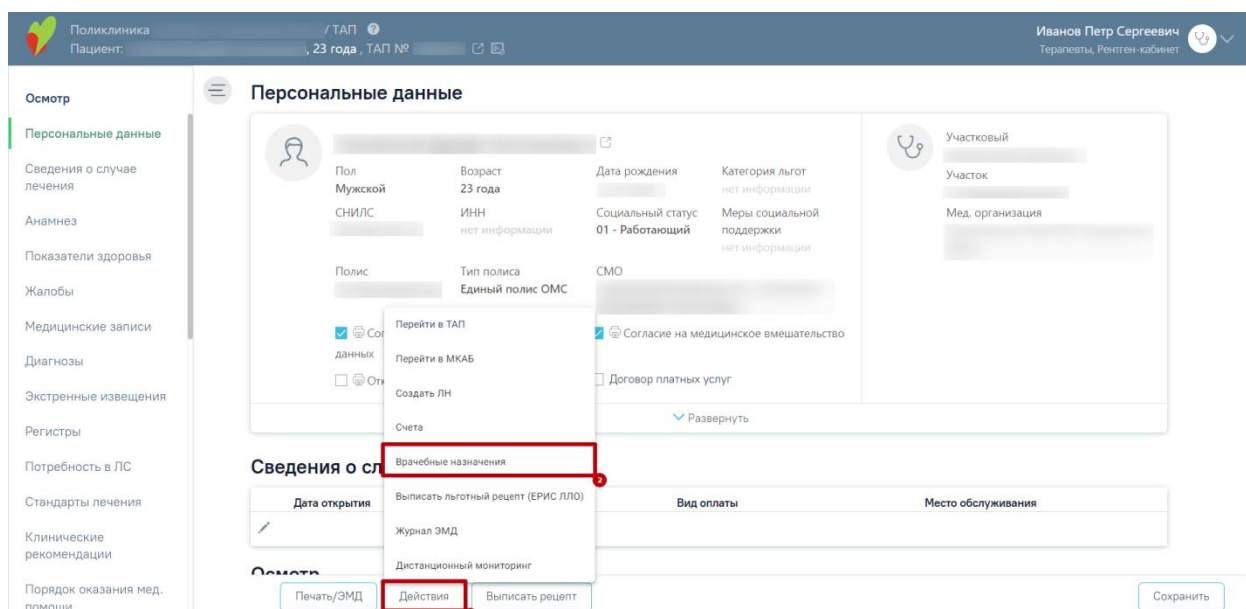 Поликлиника / ТАП ?
Пациент: , 23 года , ТАП №
Иванов Петр Сергеевич
Терапевты, Рентген-кабинет
Осмотр
Персональные данные
Сведения о случае
лечения
Анамнез
Показатели здоровья
Жалобы
Медицинские записи
Диагнозы
Экстренные извещения
Регистры
Потребность в ЛС
Стандарты лечения
Клинические
рекомендации
Порядок оказания мед.
помощи
Персональные данные
Пол Возраст Дата рождения Категория льгот
Мужской 23 года нет информации
СНИЛС ИНН Социальный статус Меры социальной
нет информации 01 - Работающий поддержки
нет информации
Полис Тип полиса СМО
Единый полис ОМС
Согласие на медицинское вмешательство
данных
Договор платных услуг
Развернуть
Участковый
Участок
Мед. организация
Перейти в ТАП
Перейти в МКАБ
Создать ЛН
Счета
Врачебные назначения
2
Выписать льготный рецепт (ЕРИС ЛЛО)
Журнал ЭМД
Дистанционный мониторинг
Сведения о сл
Дата открытия Вид оплаты Место обслуживания
Осмотр
Печать/ЭМД Действия Выписать рецепт Сохранить